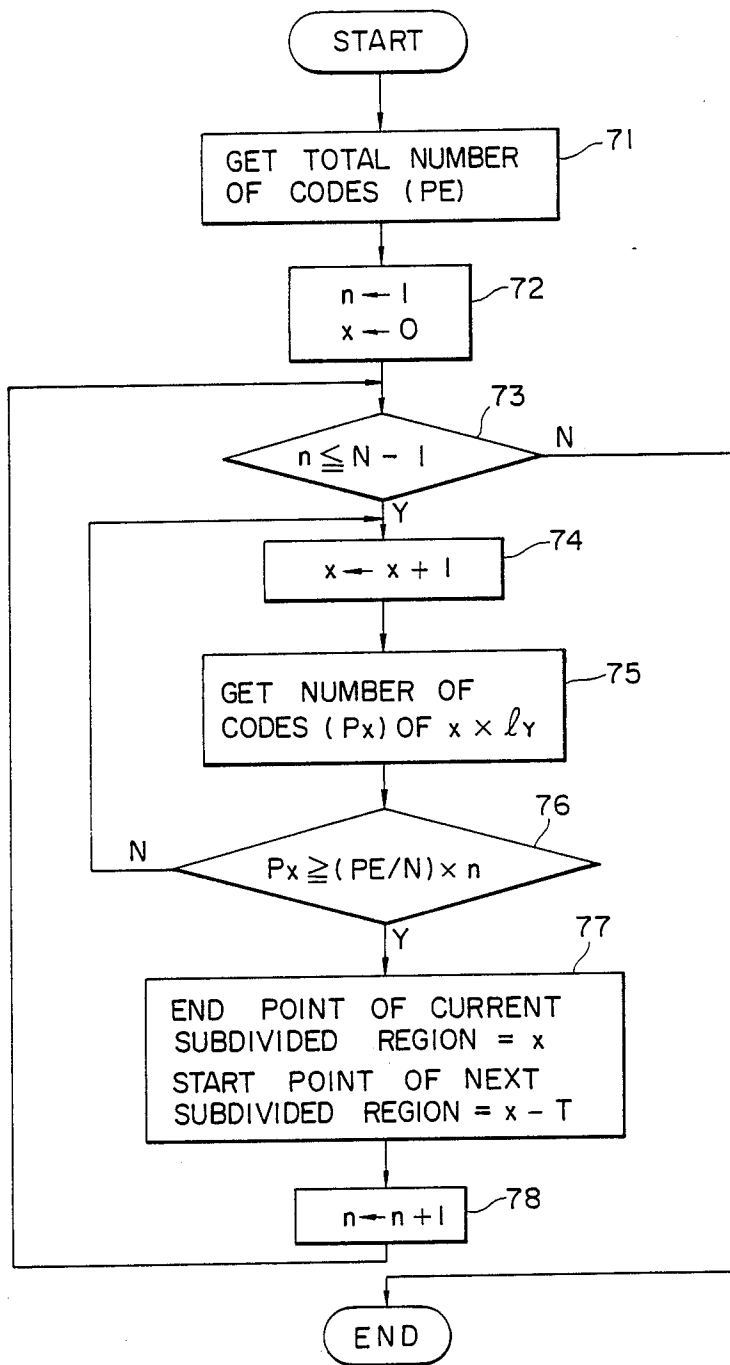 START
71
GET TOTAL NUMBER
OF CODES (PE)
72
n ← 1
x ← 0
73
n ≦ N - 1
N
Y
74
x ← x + 1
75
GET NUMBER OF
CODES (Px) OF x × ℓY
76
Px ≧ (PE/N) × n
N
Y
77
END POINT OF CURRENT
SUBDIVIDED REGION = x
START POINT OF NEXT
SUBDIVIDED REGION = x - T
78
n ← n + 1
END